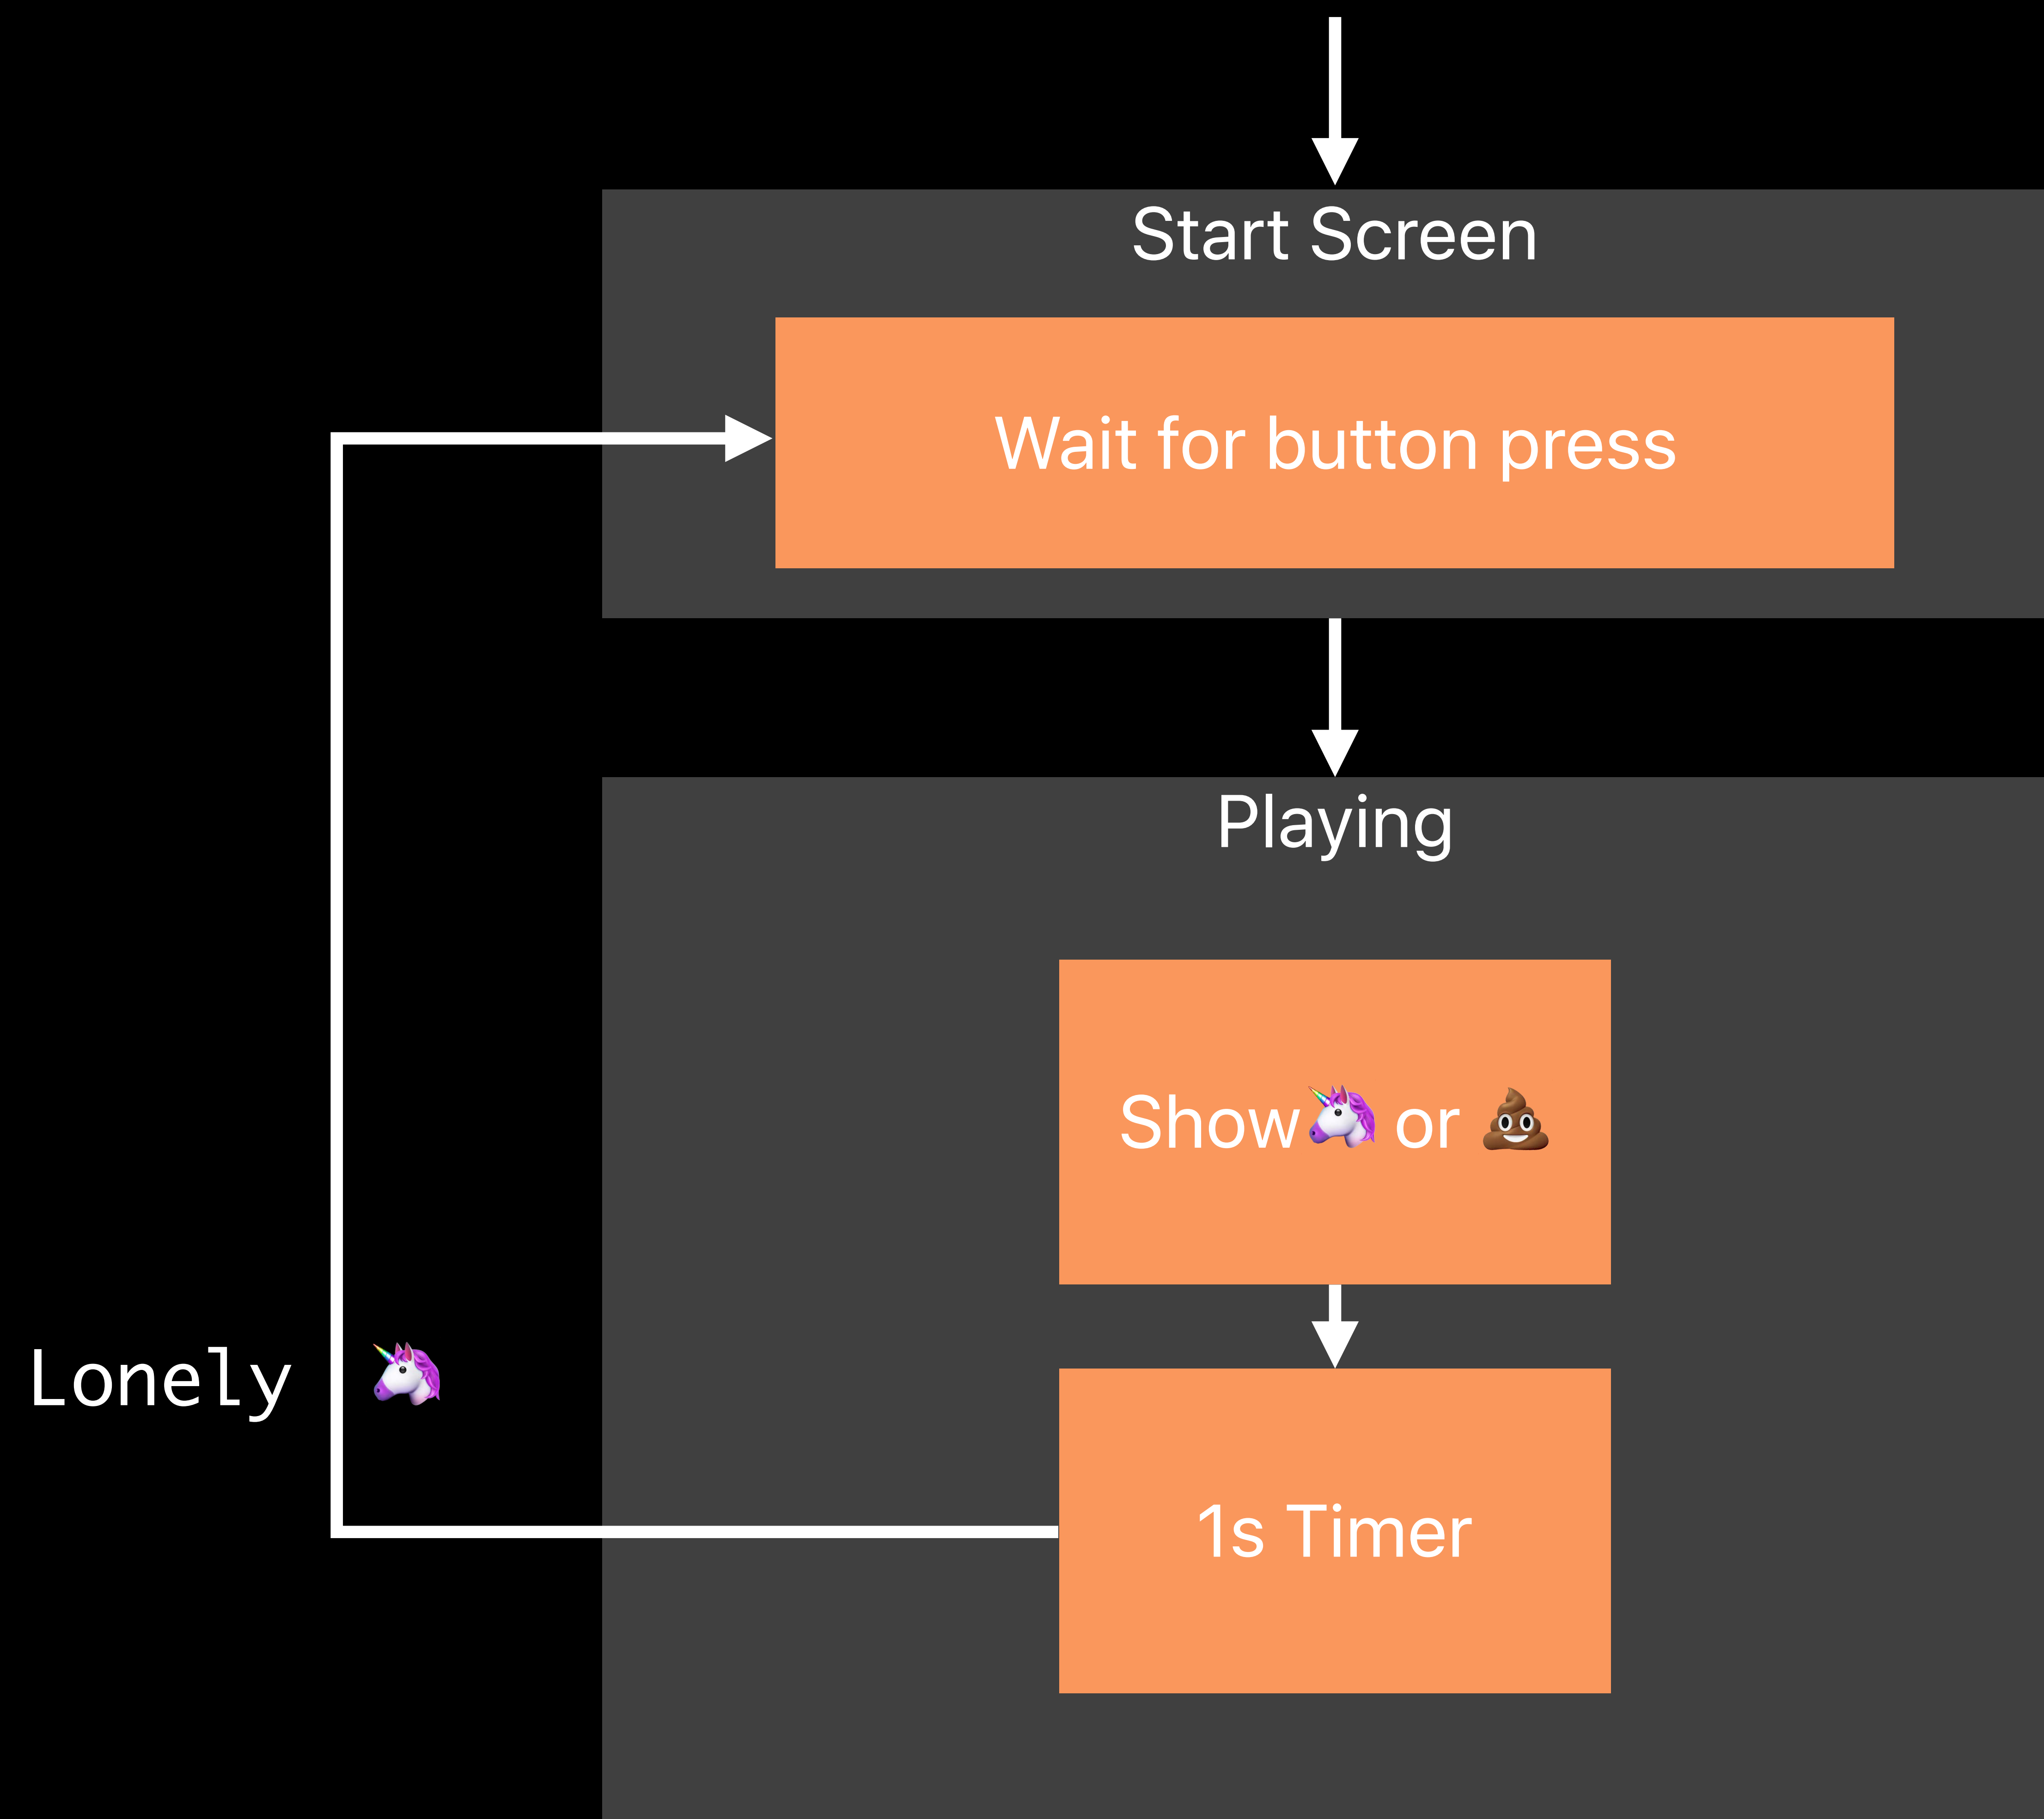 Start Screen
Wait for button press
Playing
Show🦄 or 💩
Lonely 🦄
1s Timer